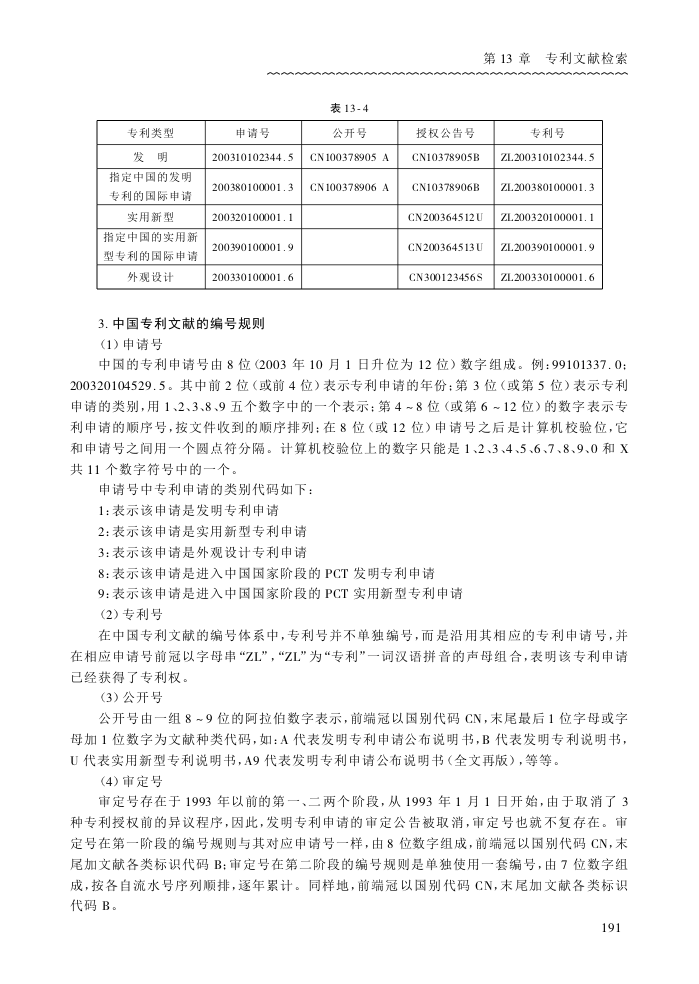 第 13 章　专利文献检索
表 13-4
专利类型　申请号　公开号　授权公告号　专利号
发　明　200310102344.5　CN100378905 A　CN10378905B　ZL200310102344.5
指定中国的发明
专利的国际申请　200380100001.3　CN100378906 A　CN10378906B　ZL200380100001.3
实用新型　200320100001.1　CN200364512U　ZL200320100001.1
指定中国的实用新
型专利的国际申请　200390100001.9　CN200364513U　ZL200390100001.9
外观设计　200330100001.6　CN300123456S　ZL200330100001.6
3. 中国专利文献的编号规则
(1)申请号
中国的专利申请号由 8 位(2003 年 10 月 1 日升位为 12 位)数字组成。例:99101337.0;
200320104529.5。其中前 2 位(或前 4 位)表示专利申请的年份;第 3 位(或第 5 位)表示专利
申请的类别,用 1、2、3、8、9 五个数字中的一个表示;第 4 ~ 8 位(或第 6 ~ 12 位)的数字表示专
利申请的顺序号,按文件收到的顺序排列;在 8 位(或 12 位)申请号之后是计算机校验位,它
和申请号之间用一个圆点符分隔。计算机校验位上的数字只能是 1、2、3、4、5、6、7、8、9、0 和 X
共 11 个数字符号中的一个。
申请号中专利申请的类别代码如下:
1:表示该申请是发明专利申请
2:表示该申请是实用新型专利申请
3:表示该申请是外观设计专利申请
8:表示该申请是进入中国国家阶段的 PCT 发明专利申请
9:表示该申请是进入中国国家阶段的 PCT 实用新型专利申请
(2)专利号
在中国专利文献的编号体系中,专利号并不单独编号,而是沿用其相应的专利申请号,并
在相应申请号前冠以字母串“ZL”,“ZL”为“专利”一词汉语拼音的声母组合,表明该专利申请
已经获得了专利权。
(3)公开号
公开号由一组 8 ~ 9 位的阿拉伯数字表示,前端冠以国别代码 CN,末尾最后 1 位字母或字
母加 1 位数字为文献种类代码,如:A 代表发明专利申请公布说明书,B 代表发明专利说明书,
U 代表实用新型专利说明书,A9 代表发明专利申请公布说明书(全文再版),等等。
(4)审定号
审定号存在于 1993 年以前的第一、二两个阶段,从 1993 年 1 月 1 日开始,由于取消了 3
种专利授权前的异议程序,因此,发明专利申请的审定公告被取消,审定号也就不复存在。审
定号在第一阶段的编号规则与其对应申请号一样,由 8 位数字组成,前端冠以国别代码 CN,末
尾加文献各类标识代码 B;审定号在第二阶段的编号规则是单独使用一套编号,由 7 位数字组
成,按各自流水号序列顺排,逐年累计。同样地,前端冠以国别代码 CN,末尾加文献各类标识
代码 B。
191